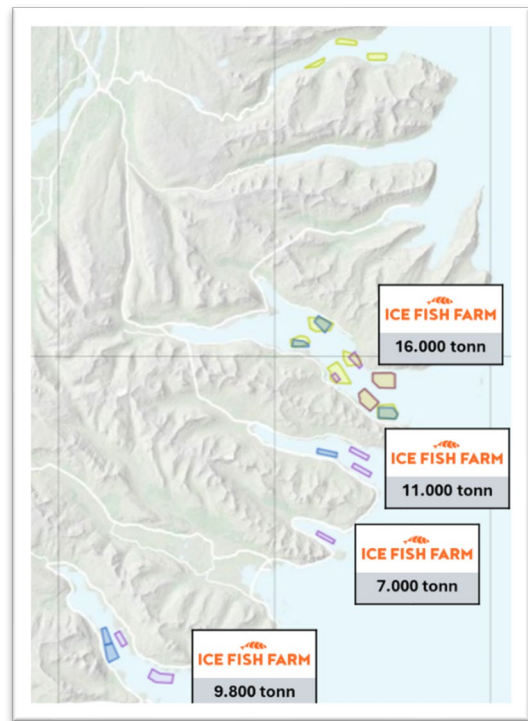 ICE FISH FARM
16.000 tonn
ICE FISH FARM
11.000 tonn
ICE FISH FARM
7.000 tonn
ICE FISH FARM
9.800 tonn